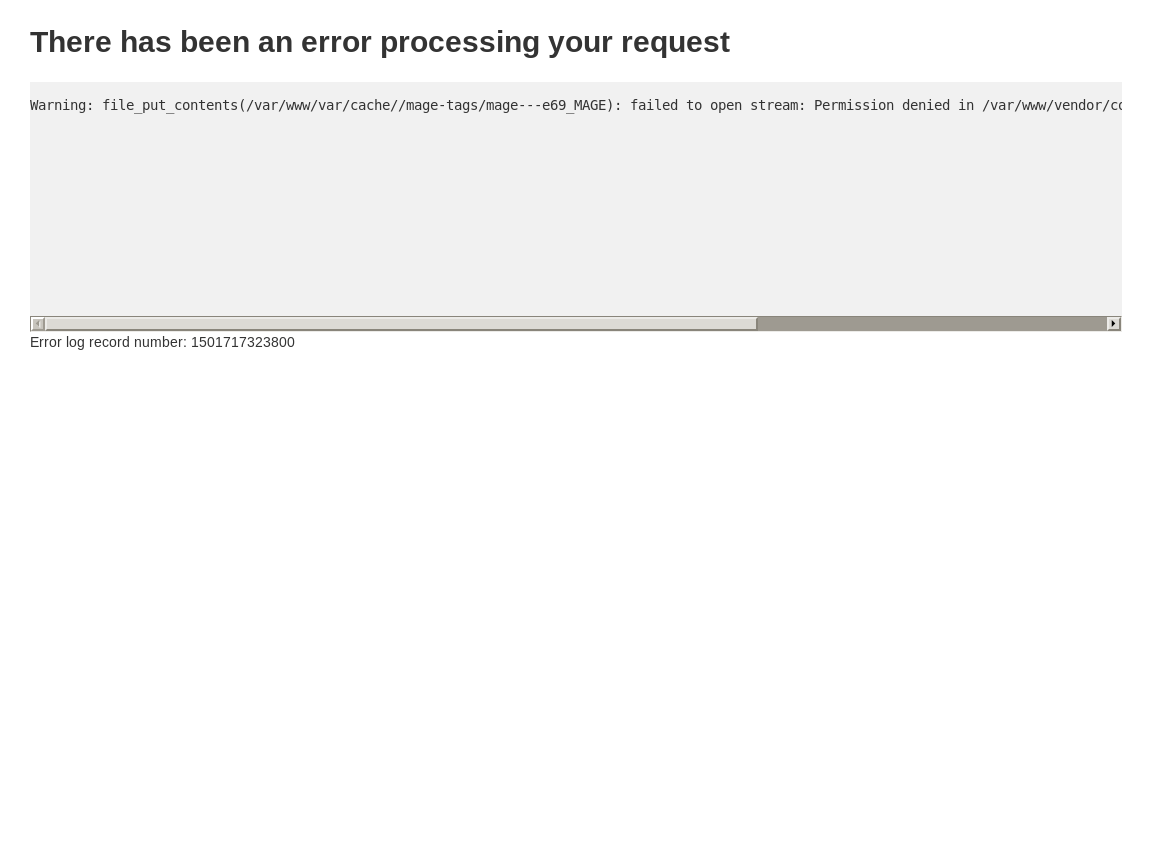 There has been an error processing your request
Warning: file_put_contents(/var/www/var/cache//mage-tags/mage---e69_MAGE): failed to open stream: Permission denied in /var/www/vendor/co
Error log record number: 1501717323800